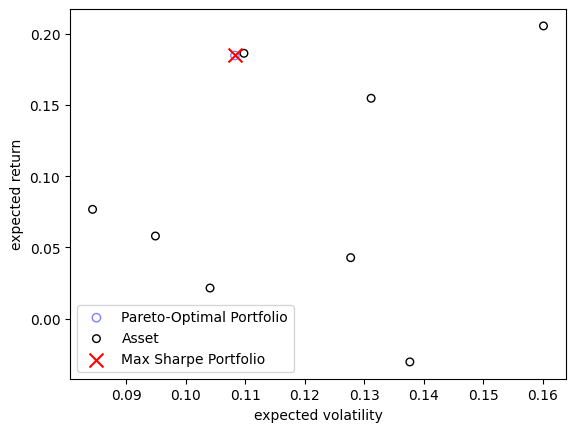 0.20
0.15
0.10
0.05
0.00
expected return
Pareto-Optimal Portfolio
Asset
Max Sharpe Portfolio
0.09 0.10 0.11 0.12 0.13 0.14 0.15 0.16
expected volatility